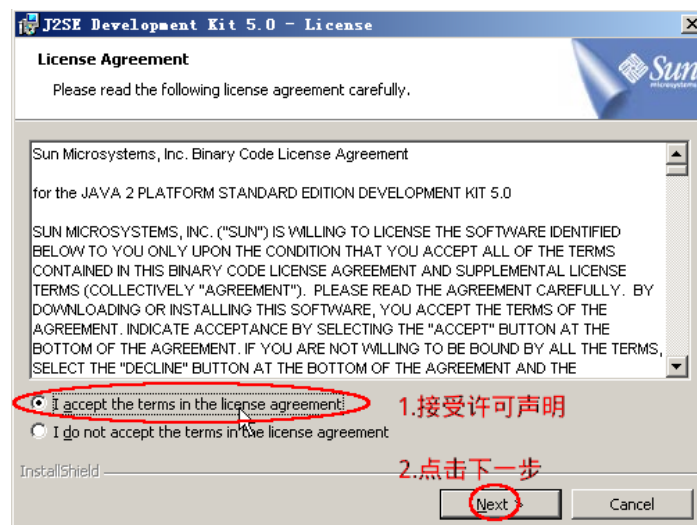 J2SE Development Kit 5.0 - License
License Agreement
Please read the following license agreement carefully.
Sun
microsystems
Sun Microsystems, Inc. Binary Code License Agreement
for the JAVA 2 PLATFORM STANDARD EDITION DEVELOPMENT KIT 5.0
SUN MICROSYSTEMS, INC. ("SUN") IS WILLING TO LICENSE THE SOFTWARE IDENTIFIED
BELOW TO YOU ONLY UPON THE CONDITION THAT YOU ACCEPT ALL OF THE TERMS
CONTAINED IN THIS BINARY CODE LICENSE AGREEMENT AND SUPPLEMENTAL LICENSE
TERMS (COLLECTIVELY "AGREEMENT"). PLEASE READ THE AGREEMENT CAREFULLY. BY
DOWNLOADING OR INSTALLING THIS SOFTWARE, YOU ACCEPT THE TERMS OF THE
AGREEMENT. INDICATE ACCEPTANCE BY SELECTING THE "ACCEPT" BUTTON AT THE
BOTTOM OF THE AGREEMENT. IF YOU ARE NOT WILLING TO BE BOUND BY ALL THE TERMS,
SELECT THE "DECLINE" BUTTON AT THE BOTTOM OF THE AGREEMENT AND THE
I accept the terms in the license agreement
1.接受许可声明
I do not accept the terms in the license agreement
InstallShield
2.点击下一步
Next >
Cancel